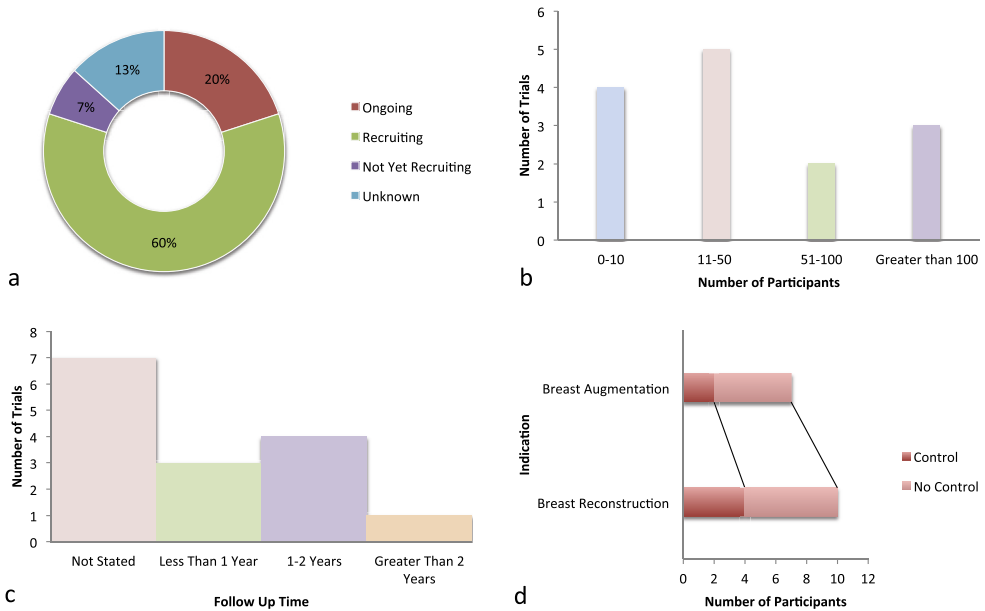 13%
20%
7%
60%
Ongoing
Recruiting
Not Yet Recruiting
Unknown
a
Number of Trials
6
5
4
3
2
1
0
0-10
11-50
51-100
Greater than 100
Number of Participants
b
Number of Trials
8
7
6
5
4
3
2
1
0
Not Stated
Less Than 1 Year
1-2 Years
Greater Than 2
Years
Follow Up Time
c
Indication
Breast Augmentation
Breast Reconstruction
Control
No Control
0
2
4
6
8
10
12
Number of Participants
d